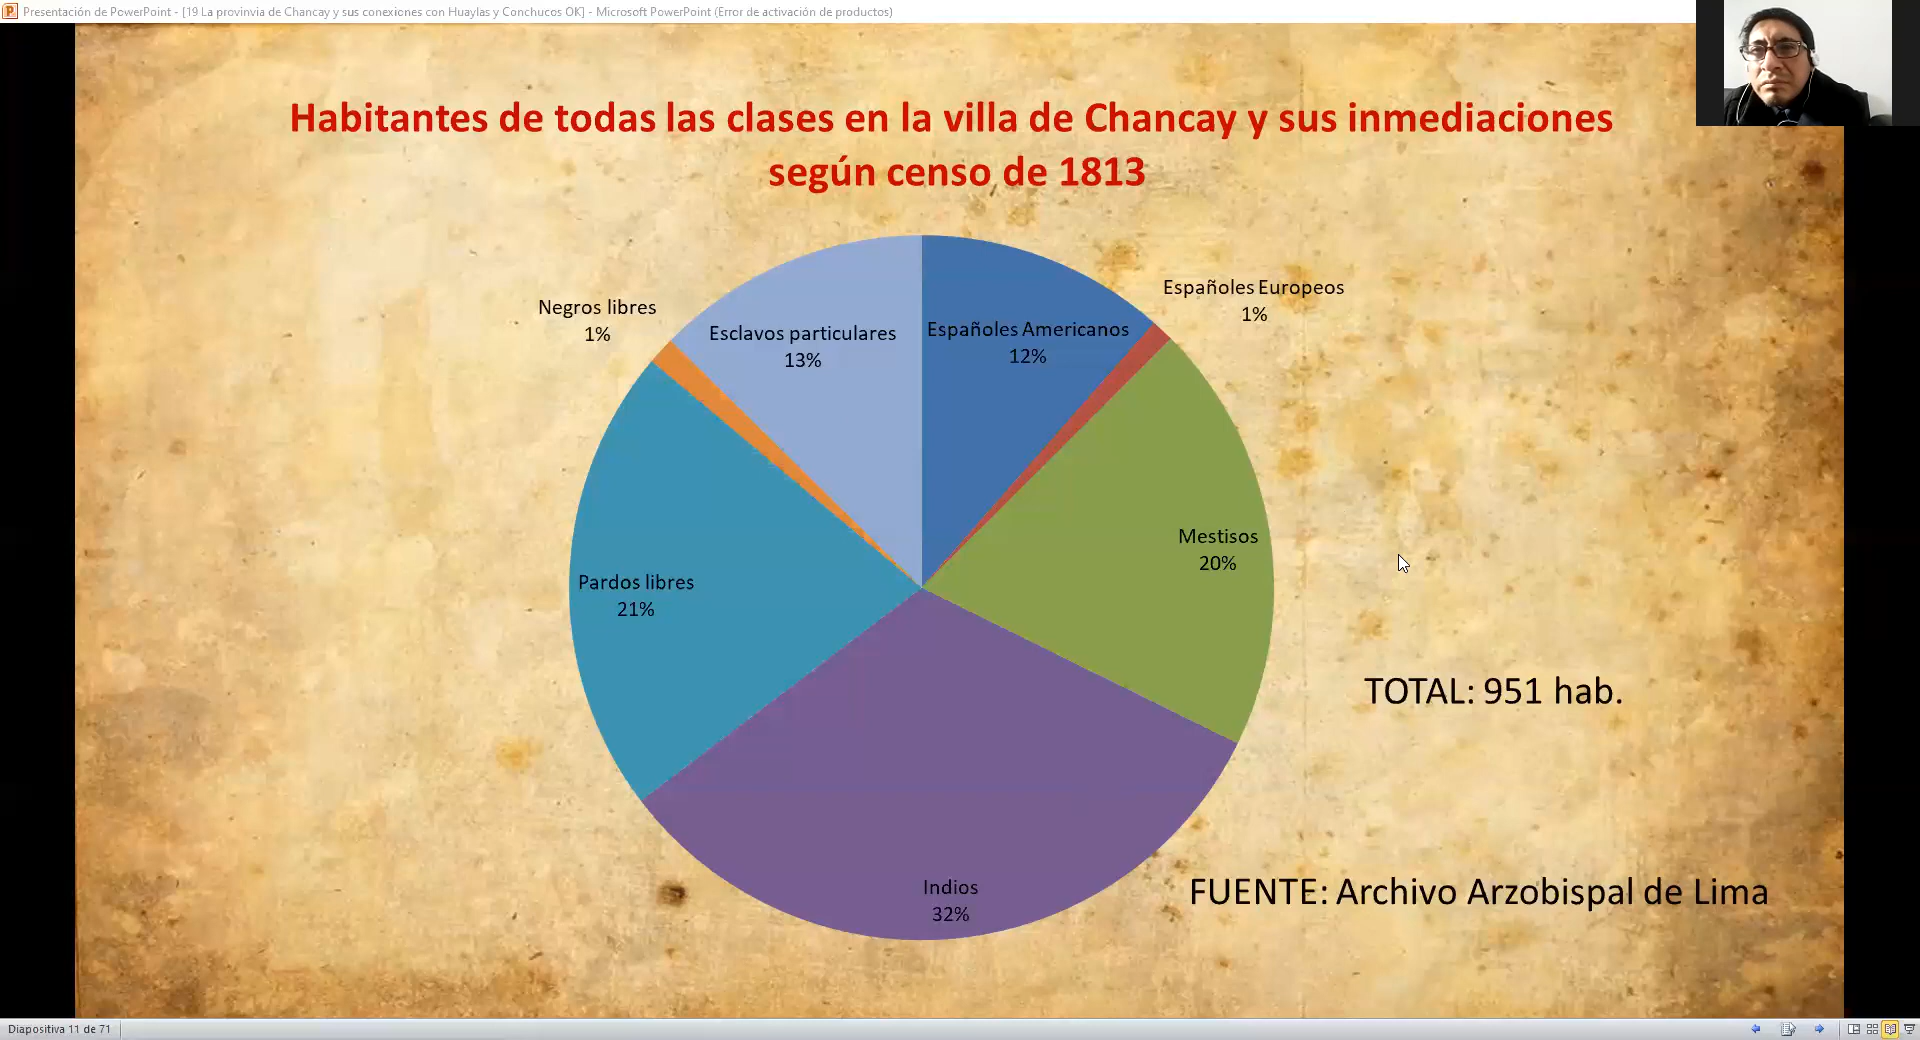 Presentación de PowerPoint - [19 La provinvia de Chancay y sus conexiones con Huaylas y Conchucos OK] - Microsoft PowerPoint (Error de activación de productos)
Habitantes de todas las clases en la villa de Chancay y sus inmediaciones
según censo de 1813
Españoles Europeos
1%
Negros libres
1%
Esclavos particulares
13%
Españoles Americanos
12%
Mestisos
20%
Pardos libres
21%
TOTAL: 951 hab.
Indios
32%
FUENTE: Archivo Arzobispal de Lima
Diapositiva 11 de 71